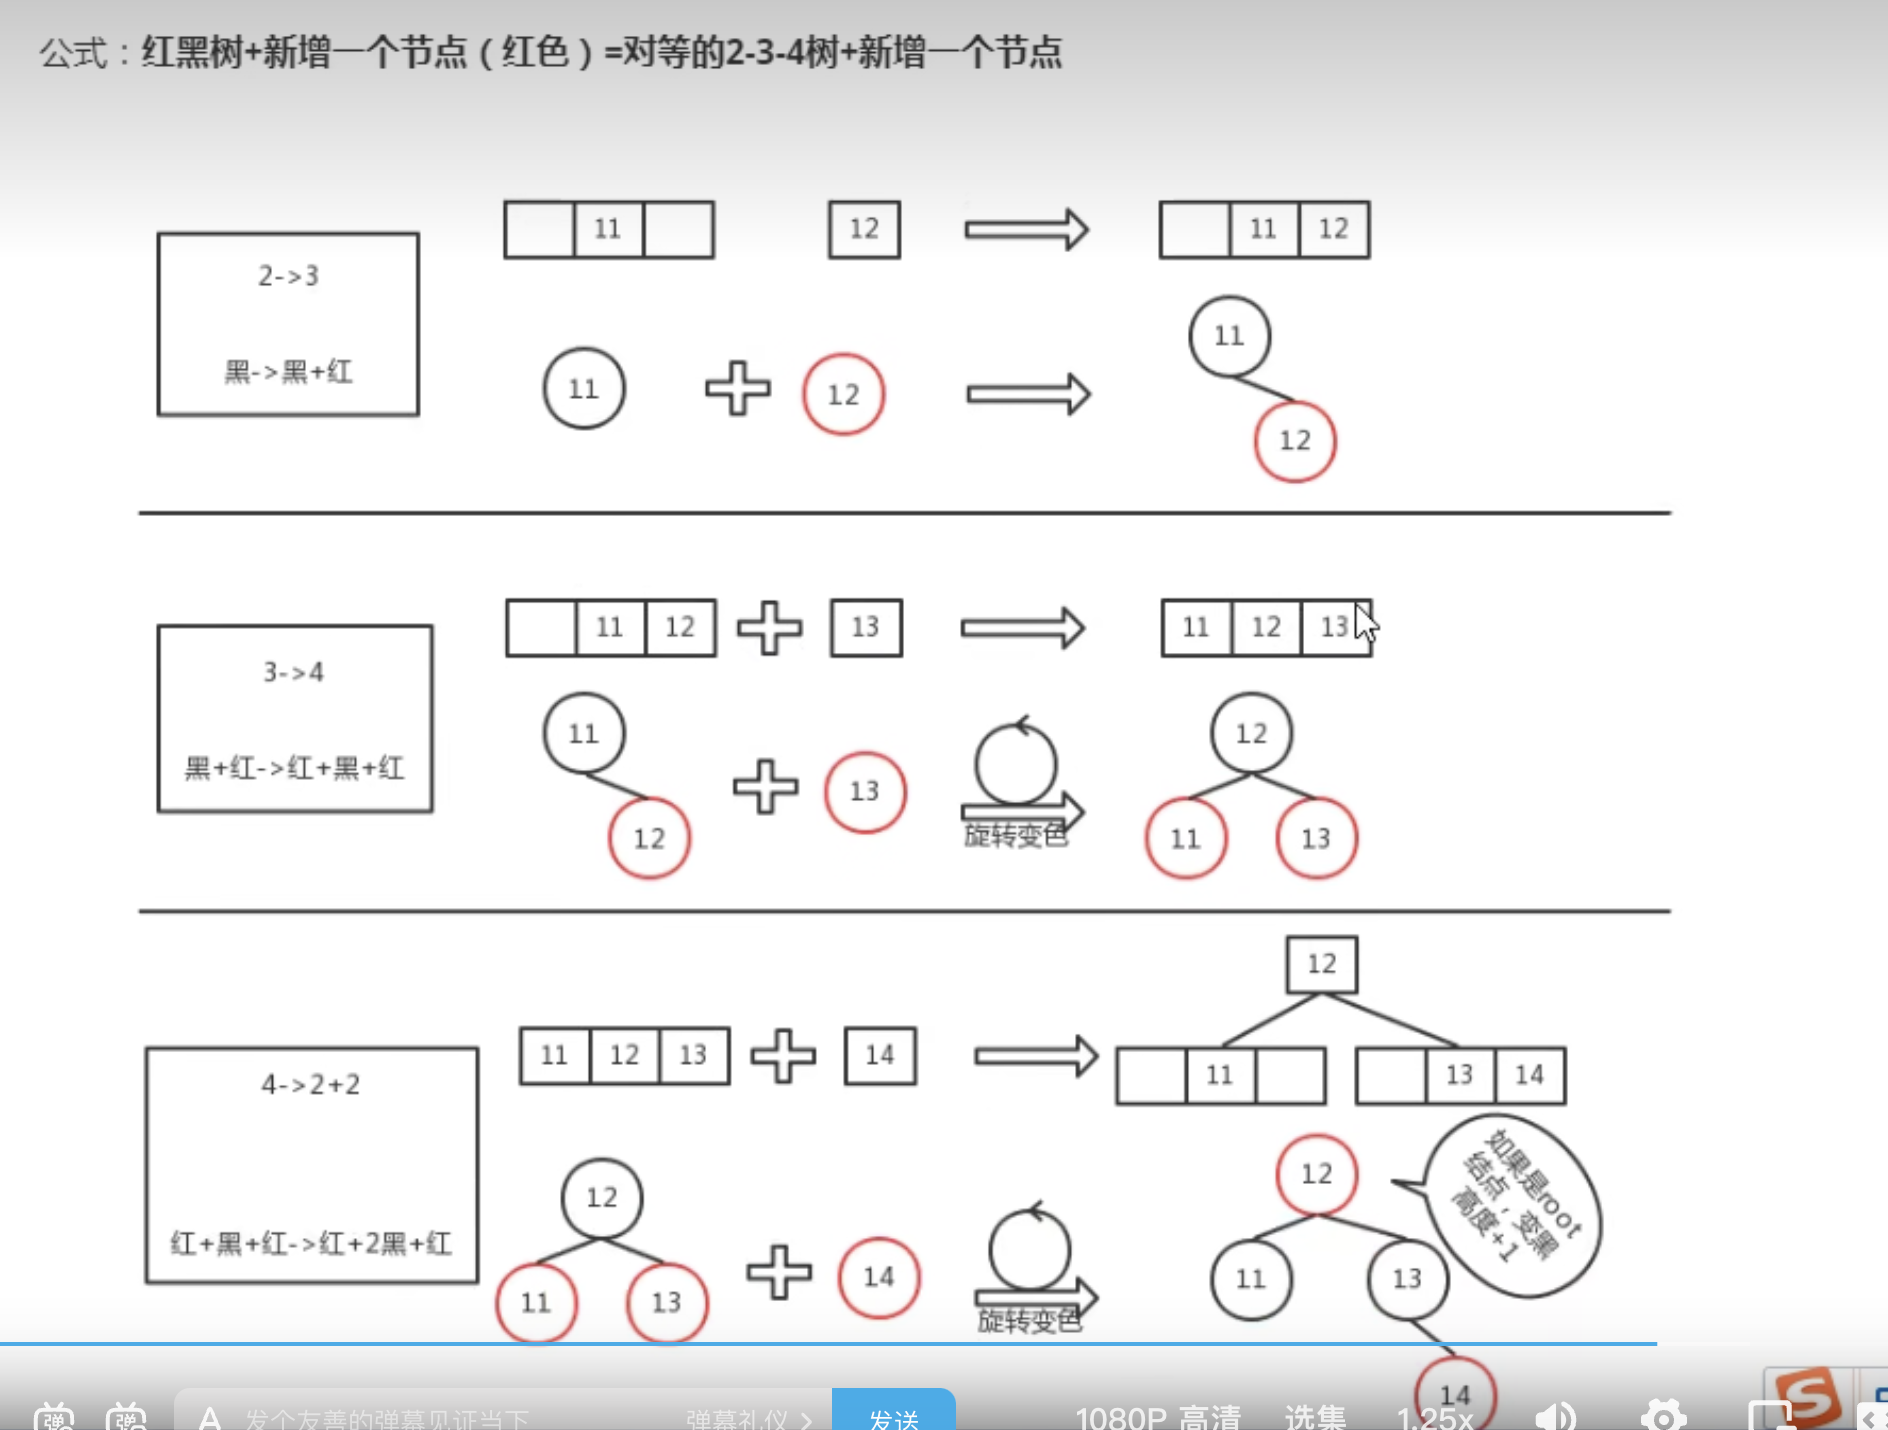 公式：红黑树+新增一个节点（红色）=对等的2-3-4树+新增一个节点
2->3
黑->黑+红
11
12
11 12
11
12
11
12
3->4
黑+红->红+黑+红
11 12
13
11 12 13
11
12
13
旋转变色
12
11
13
4->2+2
红+黑+红->红+2黑+红
11 12 13
14
12
11
13 14
12
11
13
14
旋转变色
12
11
13
14
如果是root
结点，变黑
高度+1
弹
弹
A
发个友善的弹幕见证当下
弹幕礼仪 >
发送
1080P 高清
选集
1.25x
S